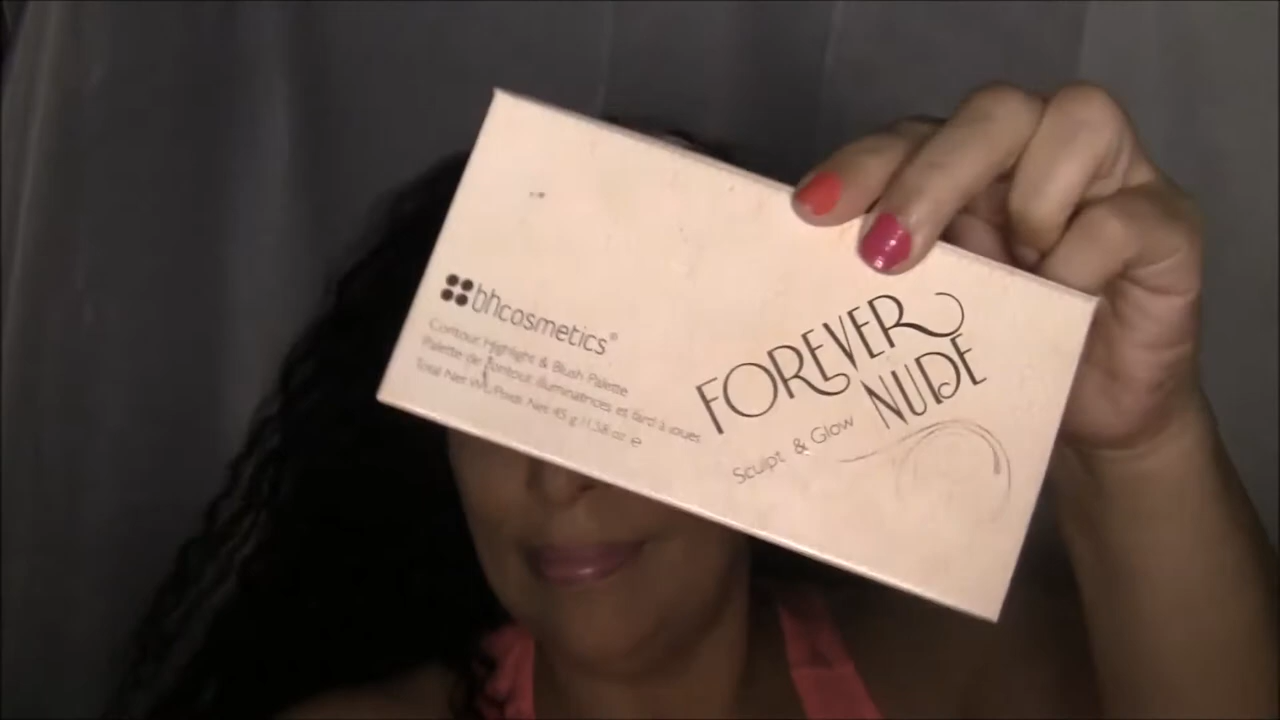 bhcosmetics®
Contour, Highlight & Blush Palette
Palette de contour, illuminatrices et fard à joues
Total Net Wt./Poids Net 45 g / 1.58 oz e
FOREVER
NUDE
Sculpt & Glow